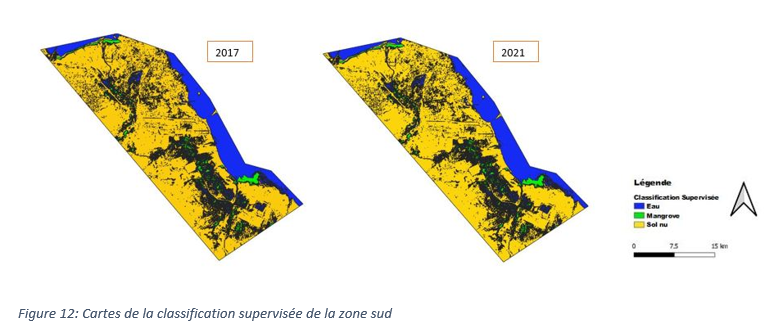 2017
2021
Légende
Classification Supervisée
Eau
Mangrove
Sol nu
0 7,5 15 km
Figure 12: Cartes de la classification supervisée de la zone sud